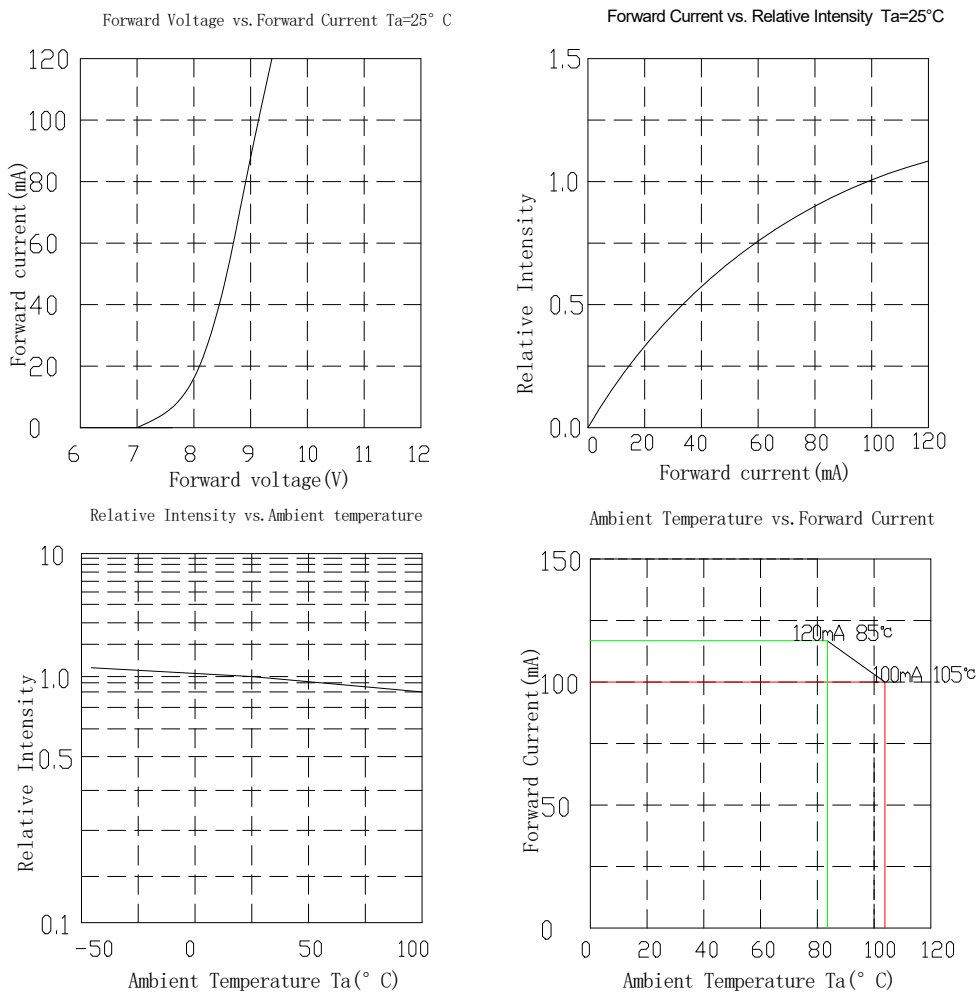 Forward Voltage vs.Forward Current Ta=25° C
120
100
80
60
40
20
0
Forward current(mA)
6 7 8 9 10 11 12
Forward voltage(V)
Forward Current vs. Relative Intensity Ta=25°C
1.5
1.0
0.5
0.0
Relative Intensity
0 20 40 60 80 100 120
Forward current(mA)
Relative Intensity vs.Ambient temperature
10
1.0
0.5
0.1
Relative Intensity
-50 0 50 100
Ambient Temperature Ta(° C)
Ambient Temperature vs.Forward Current
150
100
50
0
Forward Current(mA)
120mA 85℃
100mA 105℃
0 20 40 60 80 100 120
Ambient Temperature Ta(° C)